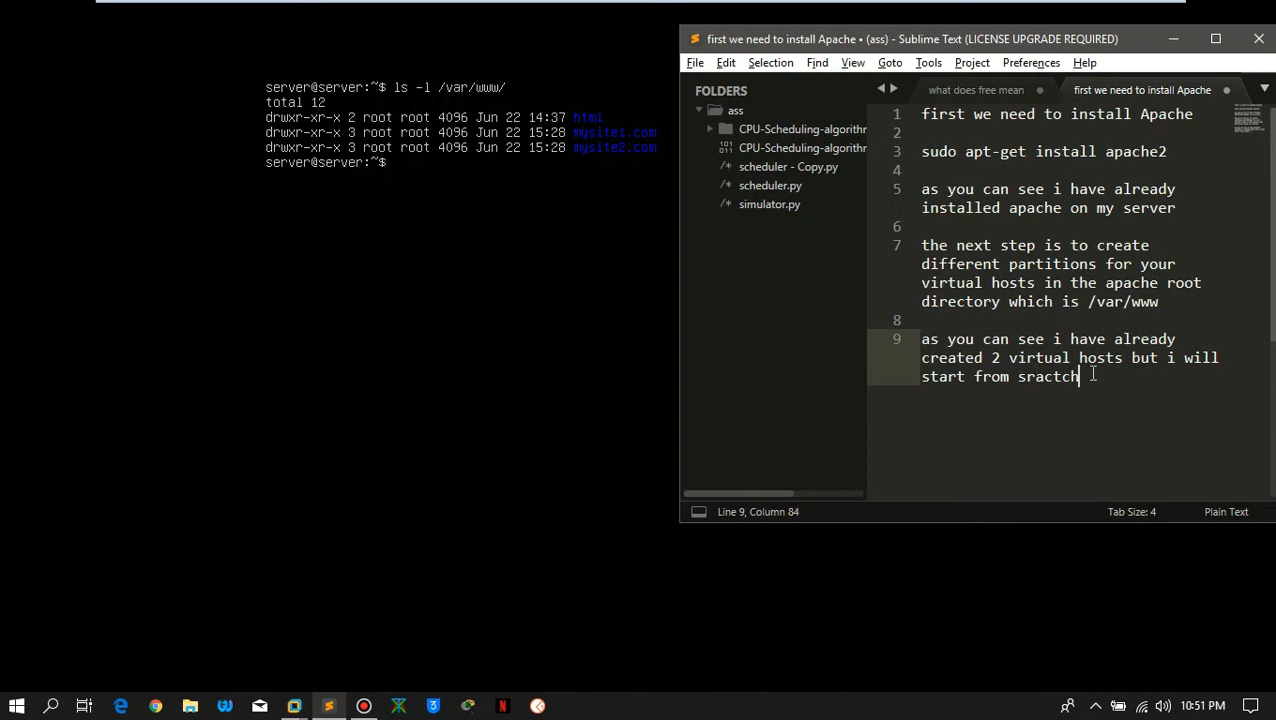 server@server:~$ ls -l /var/www/
total 12
drwxr-xr-x 2 root root 4096 Jun 22 14:37 html
drwxr-xr-x 3 root root 4096 Jun 22 15:28 mysite1.com
drwxr-xr-x 3 root root 4096 Jun 22 15:28 mysite2.com
server@server:~$
first we need to install Apache • (ass) - Sublime Text (LICENSE UPGRADE REQUIRED)
File Edit Selection Find View Goto Tools Project Preferences Help
FOLDERS
ass
CPU-Scheduling-algorithr
CPU-Scheduling-algorithr
scheduler - Copy.py
scheduler.py
simulator.py
what does free mean
first we need to install Apache
1 first we need to install Apache
2
3 sudo apt-get install apache2
4
5 as you can see i have already
installed apache on my server
6
7 the next step is to create
different partitions for your
virtual hosts in the apache root
directory which is /var/www
8
9 as you can see i have already
created 2 virtual hosts but i will
start from sractch
Line 9, Column 84
Tab Size: 4
Plain Text
10:51 PM